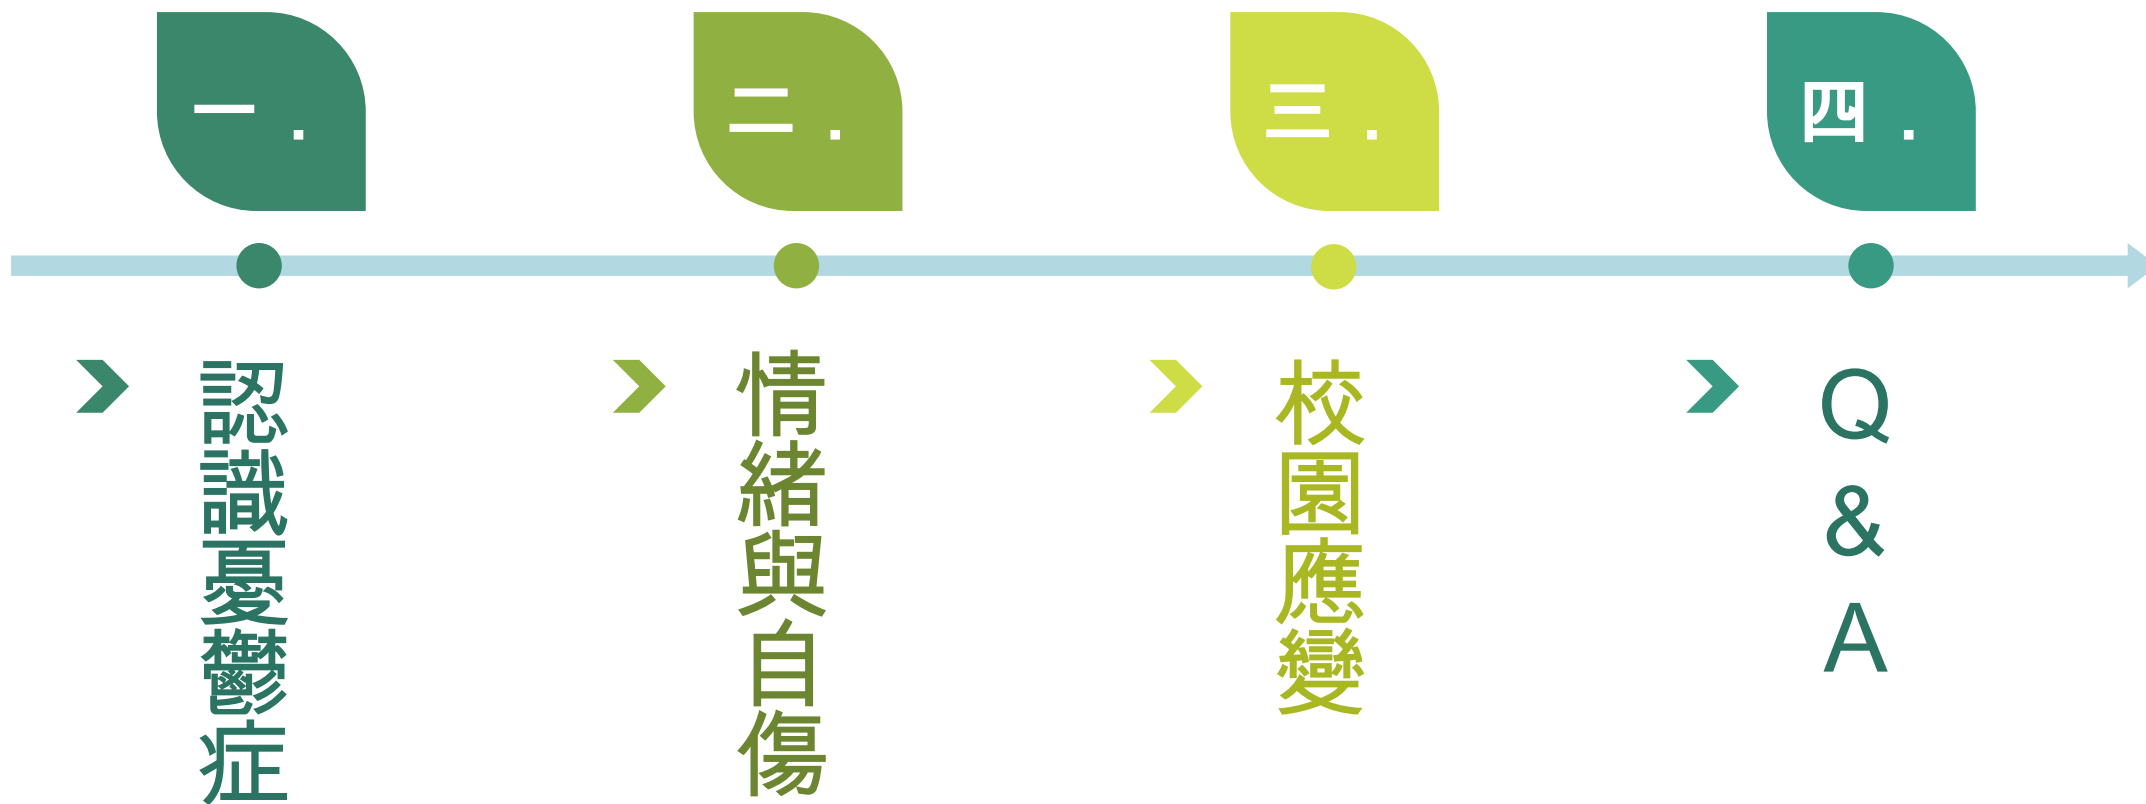 一.
認識憂鬱症
二.
情緒與自傷
三.
校園應變
四.
Q&A